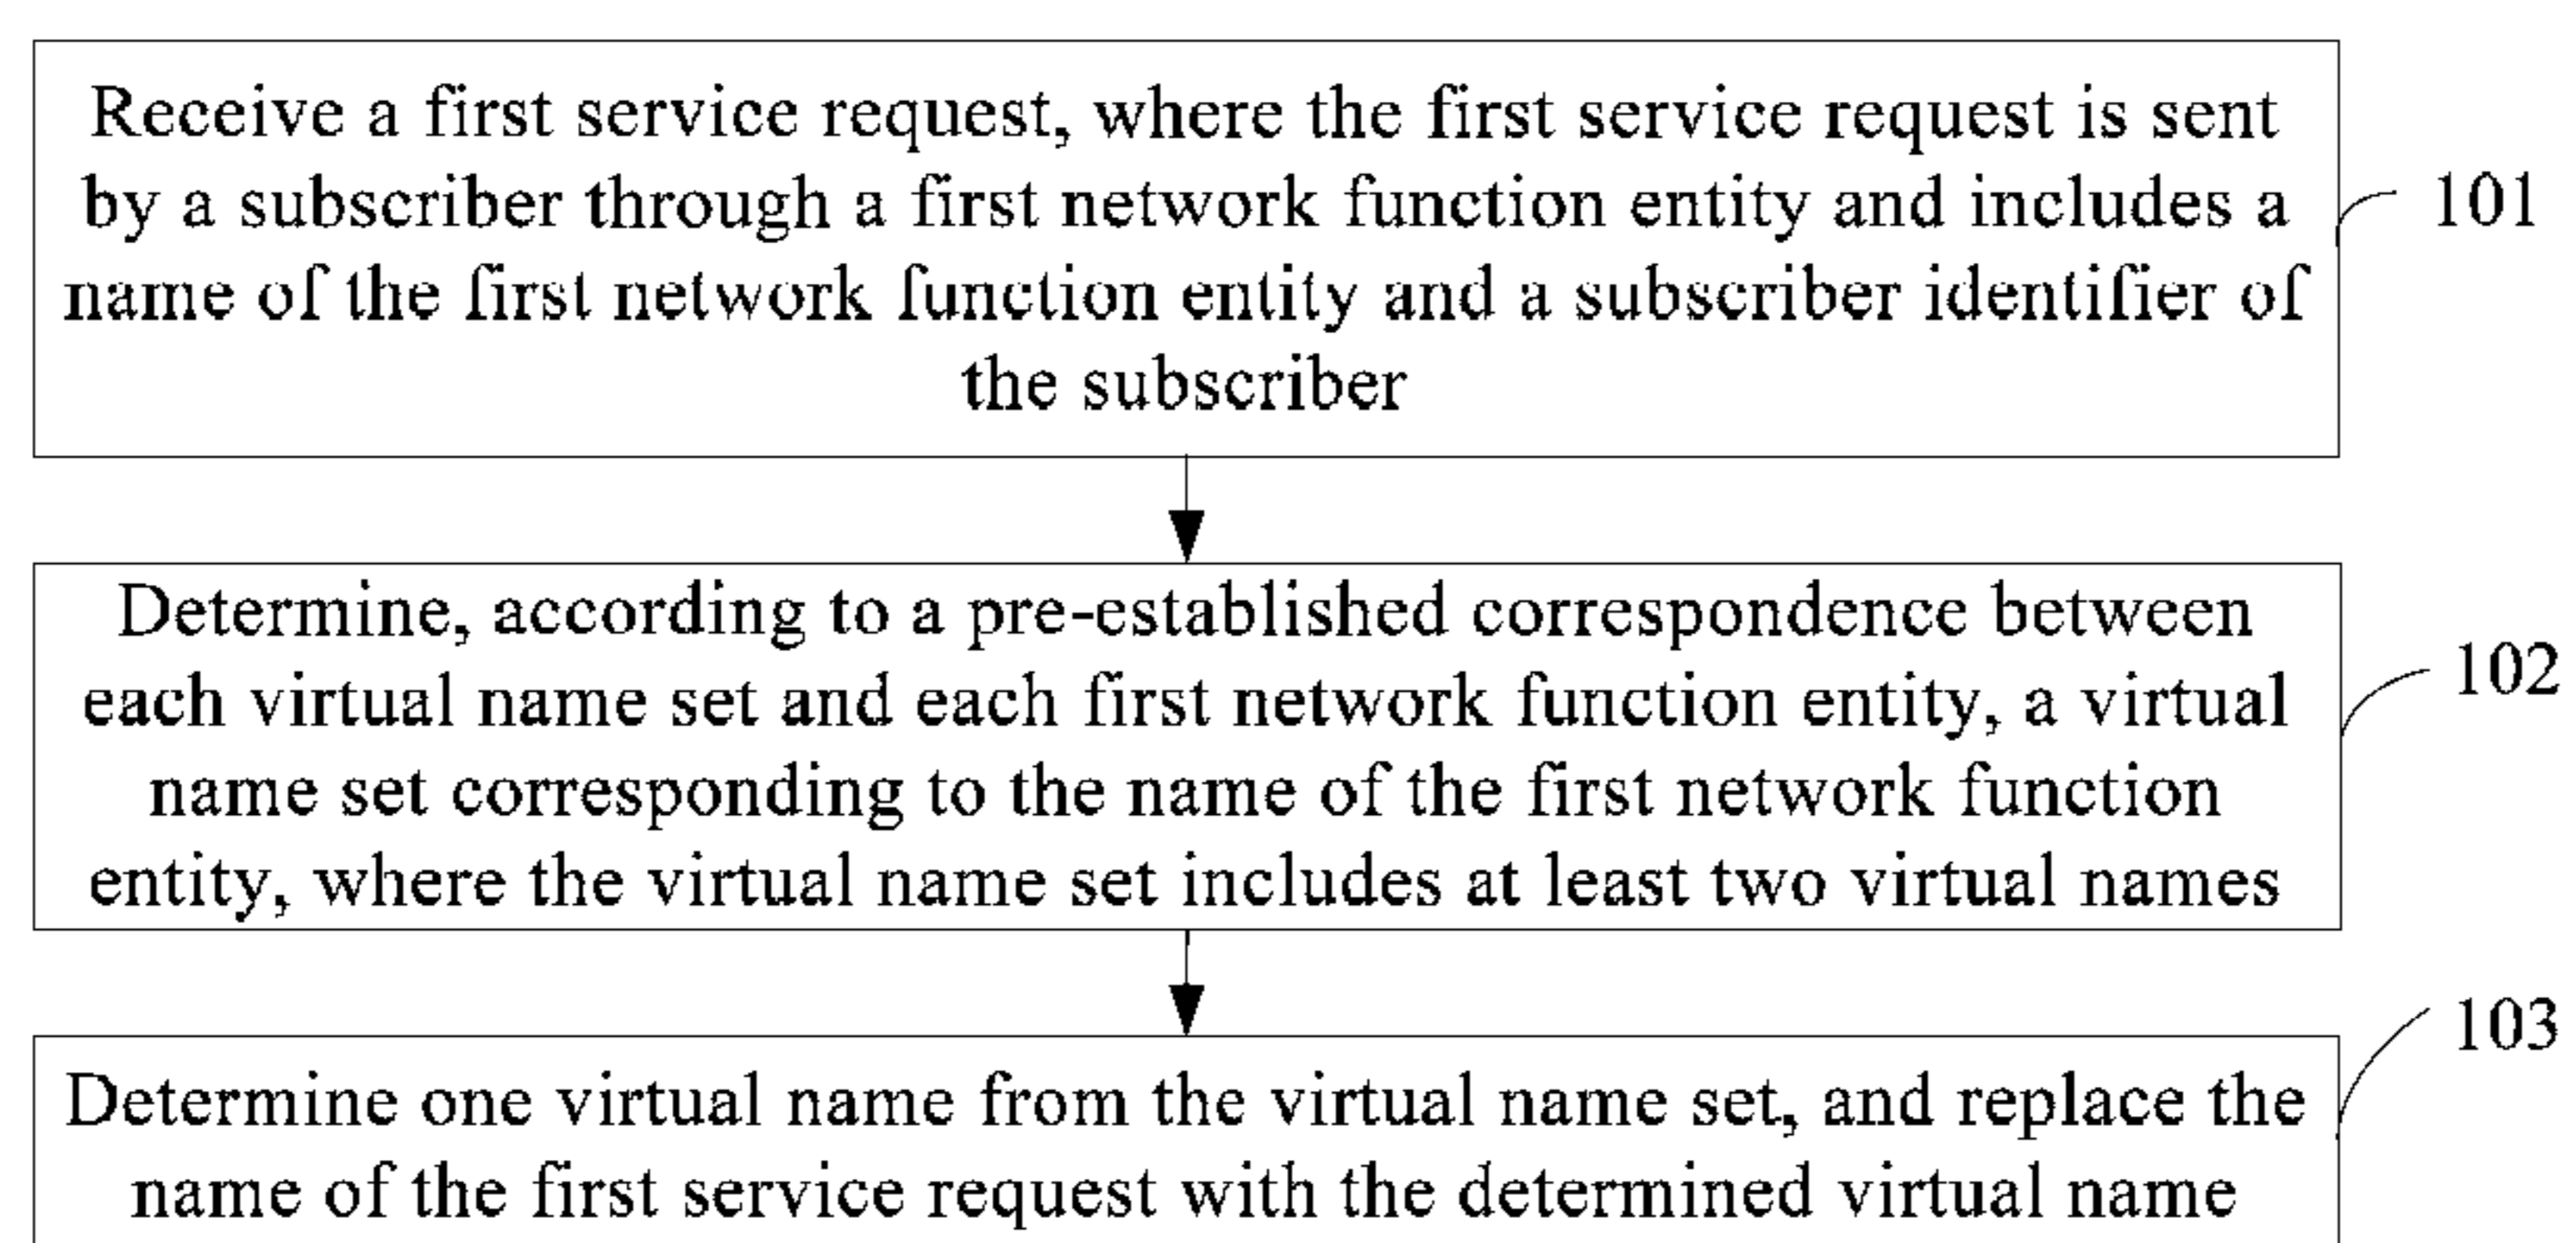 Receive a first service request, where the first service request is sent
by a subscriber through a first network function entity and includes a
name of the first network function entity and a subscriber identifier of
the subscriber
101
Determine, according to a pre-established correspondence between
each virtual name set and each first network function entity, a virtual
name set corresponding to the name of the first network function
entity, where the virtual name set includes at least two virtual names
102
Determine one virtual name from the virtual name set, and replace the
name of the first service request with the determined virtual name
103